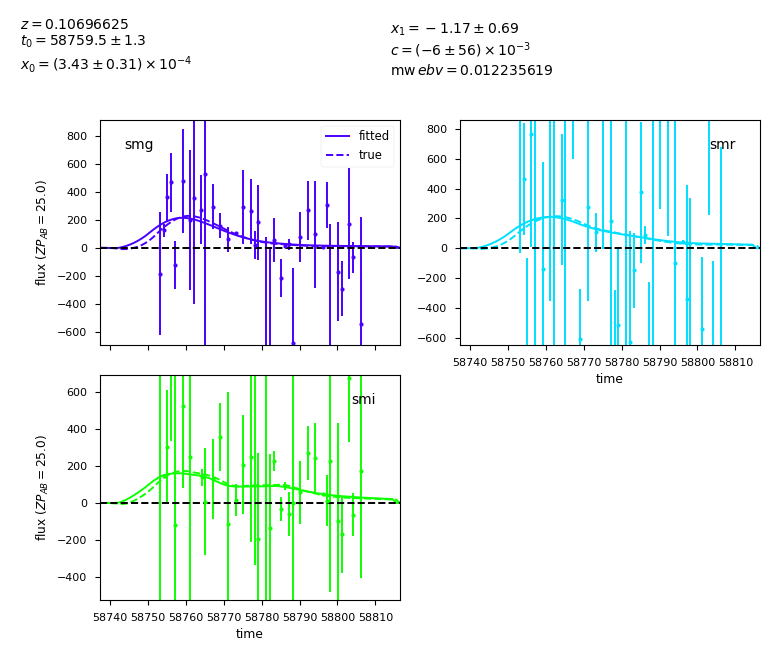 z = 0.10696625
t₀ = 58759.5 ± 1.3
x₀ = (3.43 ± 0.31) × 10⁻⁴
x₁ = −1.17 ± 0.69
c = (−6 ± 56) × 10⁻³
mw ebv = 0.012235619
smg
fitted
true
800
600
400
200
0
−200
−400
−600
flux (ZP_AB = 25.0)
smr
800
600
400
200
0
−200
−400
−600
58740 58750 58760 58770 58780 58790 58800 58810
time
smi
600
400
200
0
−200
−400
flux (ZP_AB = 25.0)
58740 58750 58760 58770 58780 58790 58800 58810
time